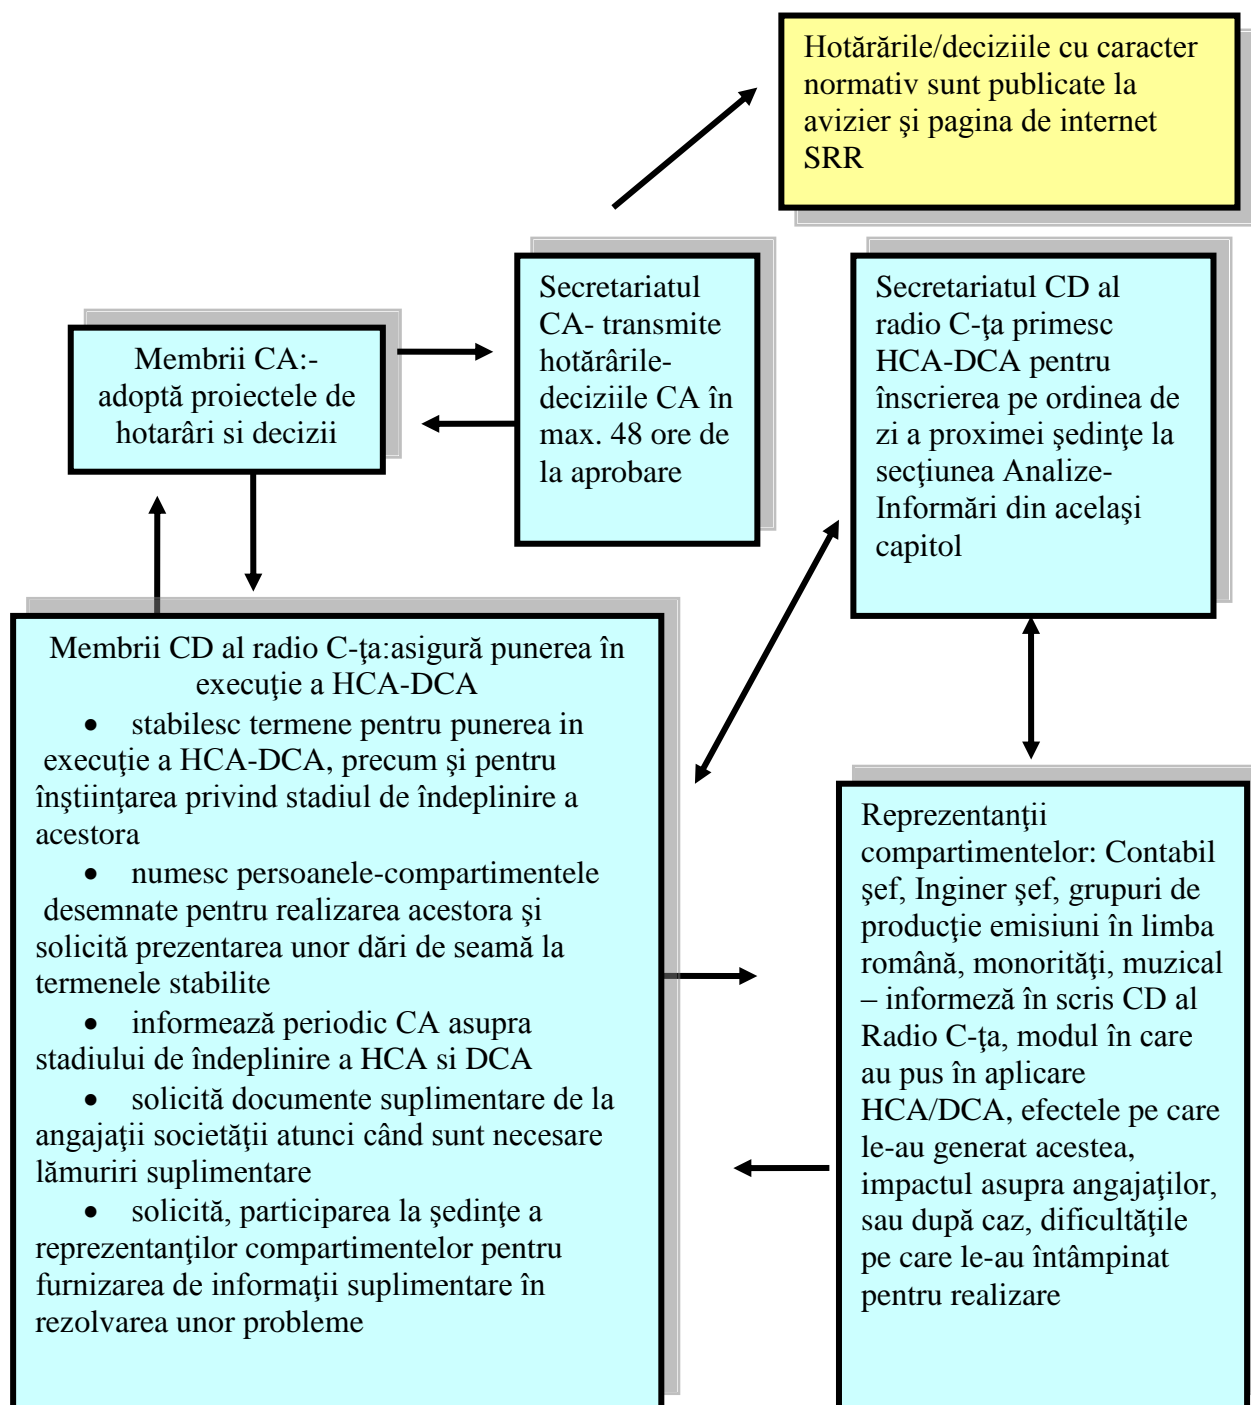 Hotărările/deciziile cu caracter
normativ sunt publicate la
avizier şi pagina de internet
SRR
Membrii CA:-
adoptă proiectele de
hotarâri si decizii
Secretariatul
CA- transmite
hotărârile-
deciziile CA în
max. 48 ore de
la aprobare
Secretariatul CD al
radio C-ţa primesc
HCA-DCA pentru
înscrierea pe ordinea de
zi a proximei şedinţe la
secţiunea Analize-
Informări din acelaşi
capitol
Membrii CD al radio C-ţa:asigură punerea în
execuţie a HCA-DCA
• stabilesc termene pentru punerea in
execuţie a HCA-DCA, precum şi pentru
înştiinţarea privind stadiul de îndeplinire a
acestora
• numesc persoanele-compartimentele
desemnate pentru realizarea acestora şi
solicită prezentarea unor dări de seamă la
termenele stabilite
• informează periodic CA asupra
stadiului de îndeplinire a HCA si DCA
• solicită documente suplimentare de la
angajaţii societăţii atunci când sunt necesare
lămuriri suplimentare
• solicită, participarea la şedinţe a
reprezentanţilor compartimentelor pentru
furnizarea de informaţii suplimentare în
rezolvarea unor probleme
Reprezentanţii
compartimentelor: Contabil
şef, Inginer şef, grupuri de
producţie emisiuni în limba
română, monorităţi, muzical
– informeză în scris CD al
Radio C-ţa, modul în care
au pus în aplicare
HCA/DCA, efectele pe care
le-au generat acestea,
impactul asupra angajaţilor,
sau după caz, dificultăţile
pe care le-au întâmpinat
pentru realizare